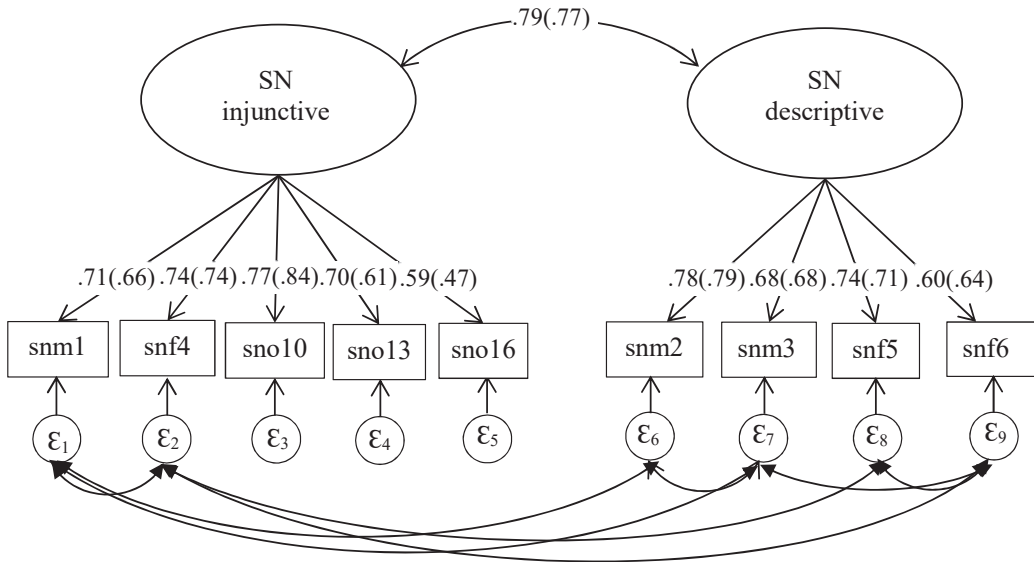 .79(.77)
SN
injunctive
SN
descriptive
.71(.66) .74(.74) .77(.84) .70(.61) .59(.47)
.78(.79) .68(.68) .74(.71) .60(.64)
snm1 snf4 sno10 sno13 sno16 snm2 snm3 snf5 snf6
ε1 ε2 ε3 ε4 ε5 ε6 ε7 ε8 ε9